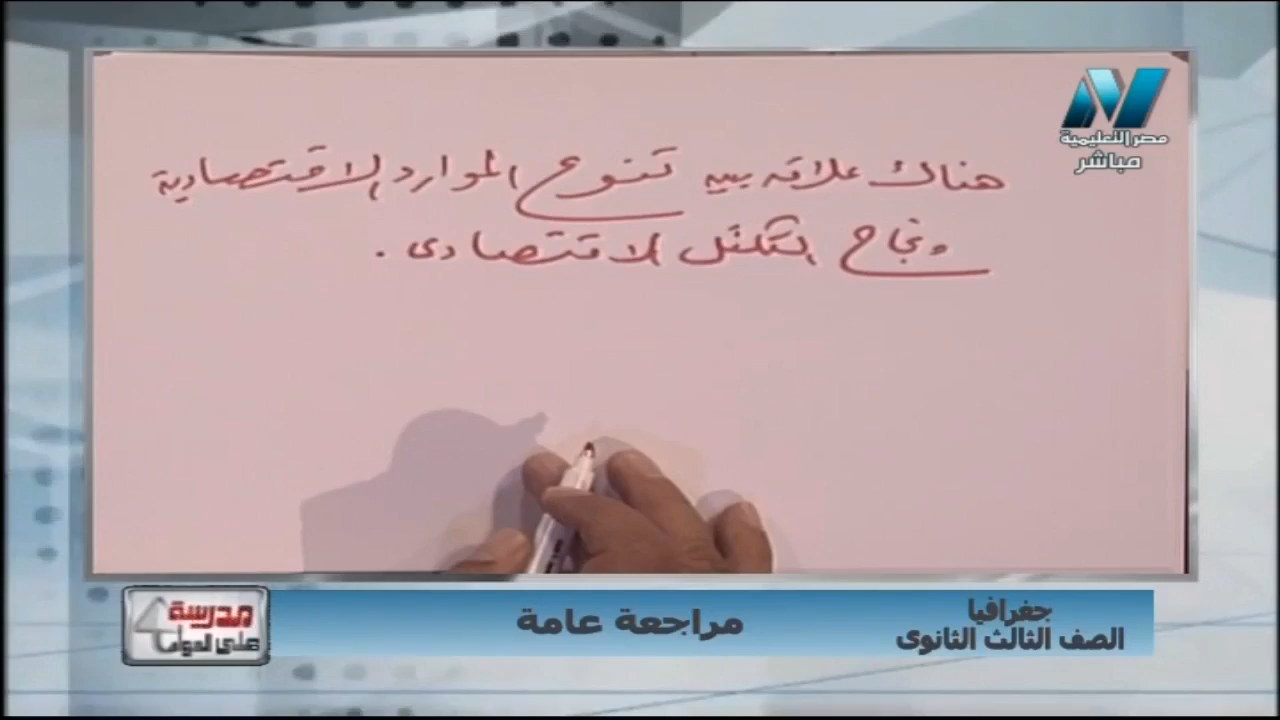 مصر التعليمية
مباشر
هناك علاقه بين تنوع الموارد الاقتصادية
ونجاح التكتل الاقتصادى .
جغرافيا
الصف الثالث الثانوى
مراجعة عامة
مدرسة
على الهواء